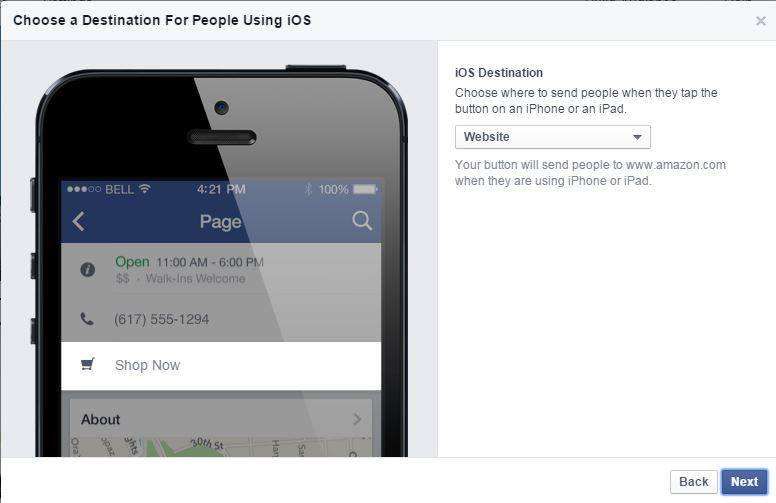 Choose a Destination For People Using iOS
iOS Destination
Choose where to send people when they tap the
button on an iPhone or an iPad.
Website
Your button will send people to www.amazon.com
when they are using iPhone or iPad.
BELL 4:21 PM 100%
Page
Open 11:00 AM - 6:00 PM
$$ · Walk-Ins Welcome
(617) 555-1294
Shop Now
About
30th St
Back Next